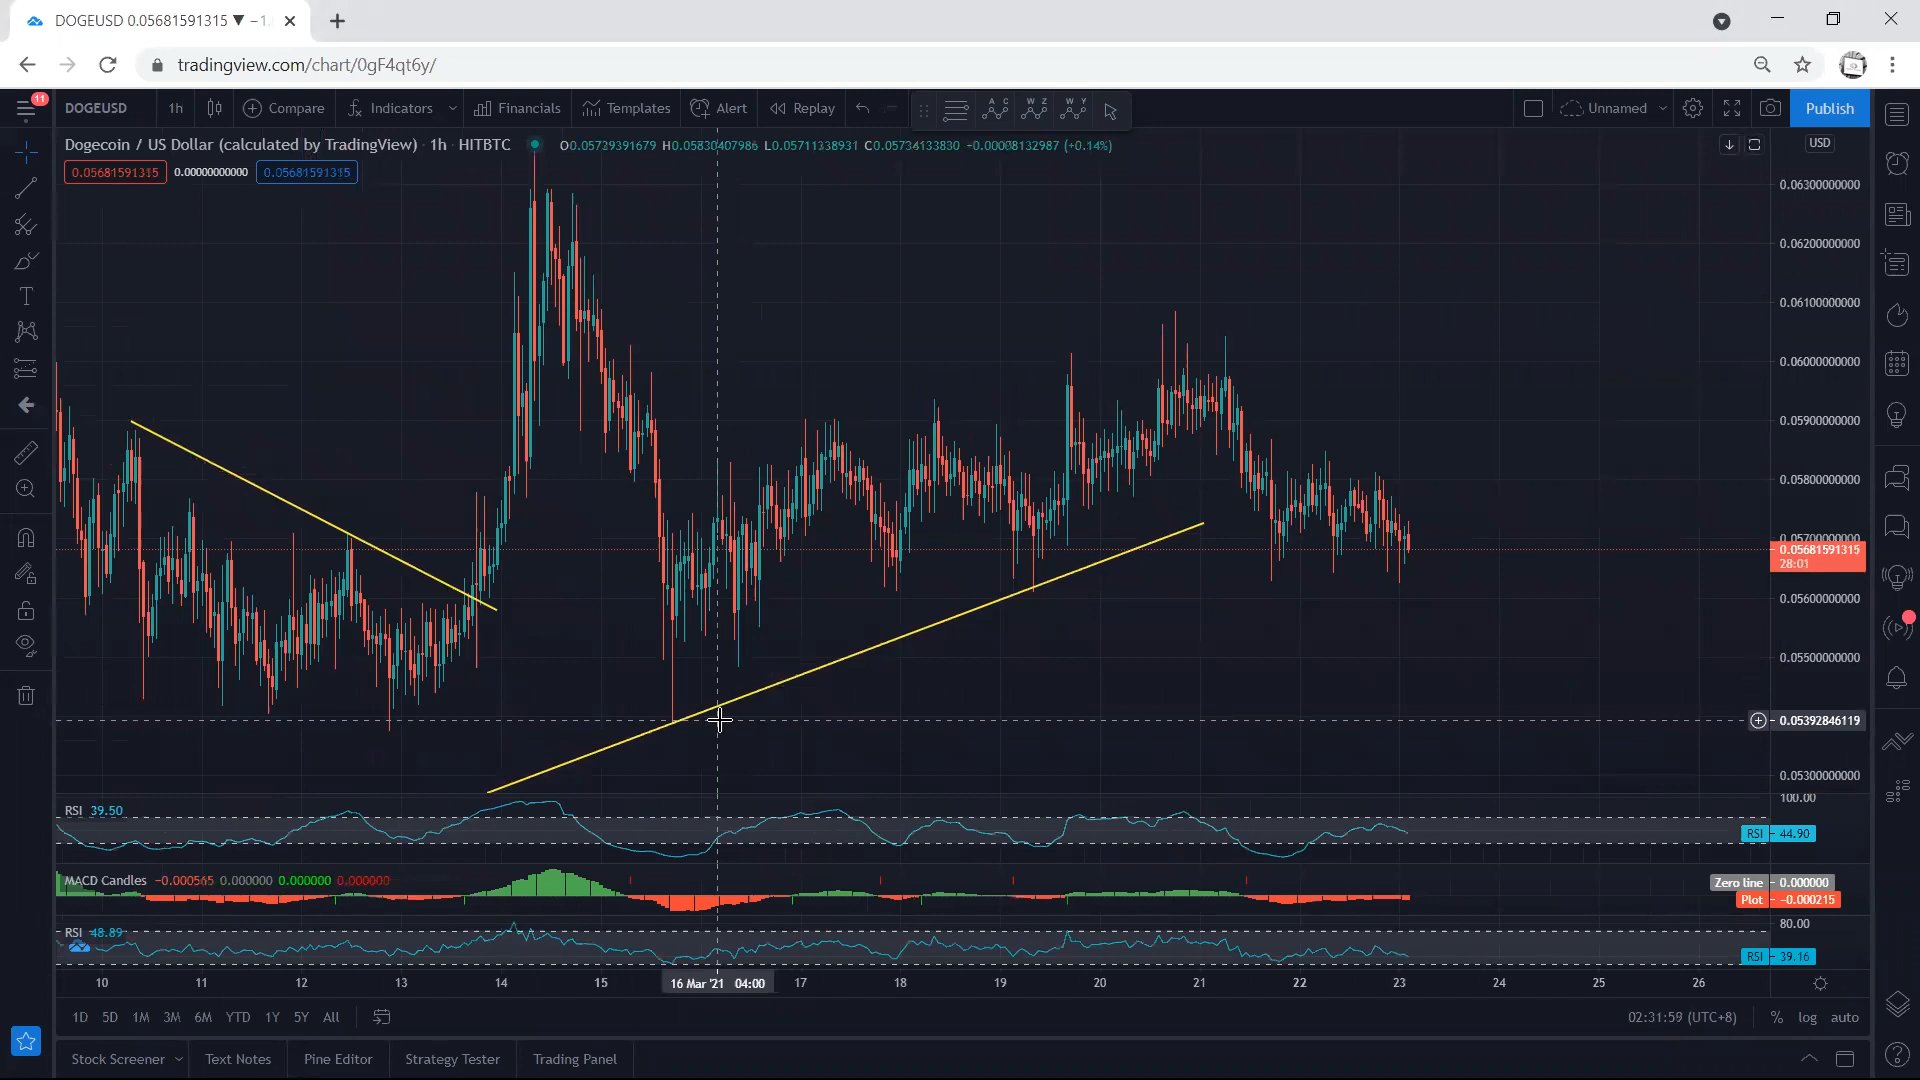 DOGEUSD 0.05681591315 ▼ −1.
tradingview.com/chart/0gF4qt6y/
11
DOGEUSD 1h Compare Indicators Financials Templates Alert Replay Unnamed Publish
A C W Z W Y
Dogecoin / US Dollar (calculated by TradingView) · 1h · HITBTC O0.05729391679 H0.05830407986 L0.05711338931 C0.05734133830 +0.00008132987 (+0.14%) USD
0.05681591315 0.00000000000 0.05681591315
0.06300000000
0.06200000000
0.06100000000
0.06000000000
0.05900000000
0.05800000000
0.05700000000
0.05681591315
28:01
0.05600000000
0.05500000000
0.05392846119
0.05300000000
100.00
RSI 39.50
RSI 44.90
MACD Candles −0.000565 0.000000 0.000000 0.000000
Zero line 0.000000
Plot −0.000215
80.00
RSI 48.89
RSI 39.16
10 11 12 13 14 15 16 Mar '21 04:00 17 18 19 20 21 22 23 24 25 26
1D 5D 1M 3M 6M YTD 1Y 5Y All 02:31:59 (UTC+8) % log auto
Stock Screener Text Notes Pine Editor Strategy Tester Trading Panel